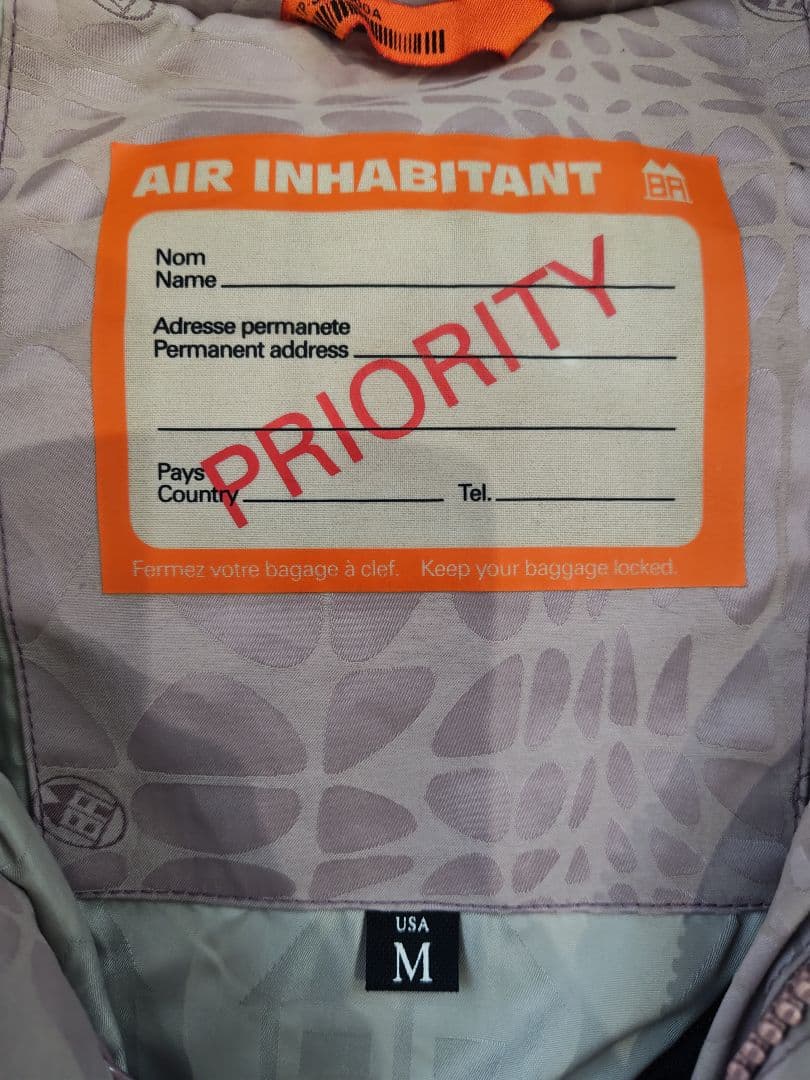 AIR INHABITANT
Nom
Name
Adresse permanete
Permanent address
PRIORITY
Pays
Country
Tel.
Fermez votre bagage à clef. Keep your baggage locked.
USA
M